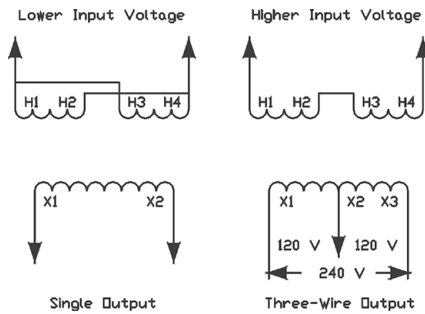 Lower Input Voltage
Higher Input Voltage
H1 H2 H3 H4
H1 H2 H3 H4
X1 X2
X1 X2 X3
120 V 120 V
240 V
Single Output
Three-Wire Output